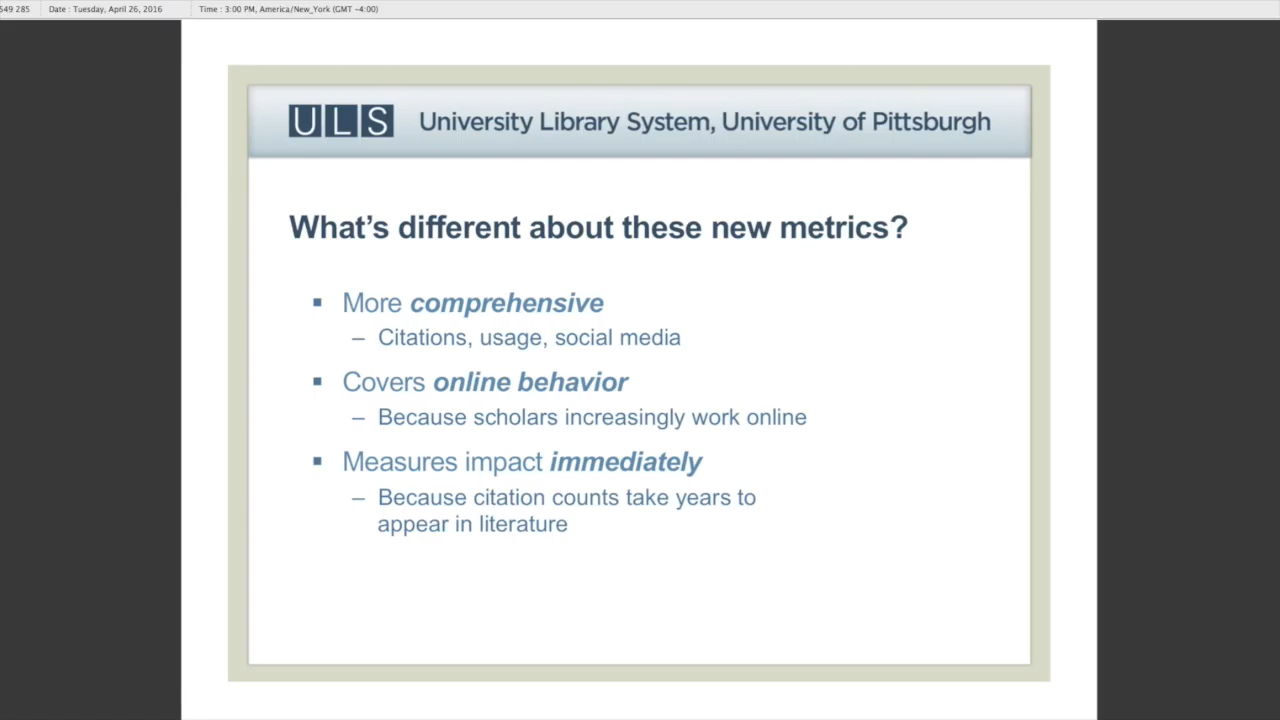 549 285 Date : Tuesday, April 26, 2016 Time : 3:00 PM, America/New_York (GMT -4:00)
ULS University Library System, University of Pittsburgh
What's different about these new metrics?
▪ More comprehensive
– Citations, usage, social media
▪ Covers online behavior
– Because scholars increasingly work online
▪ Measures impact immediately
– Because citation counts take years to
appear in literature